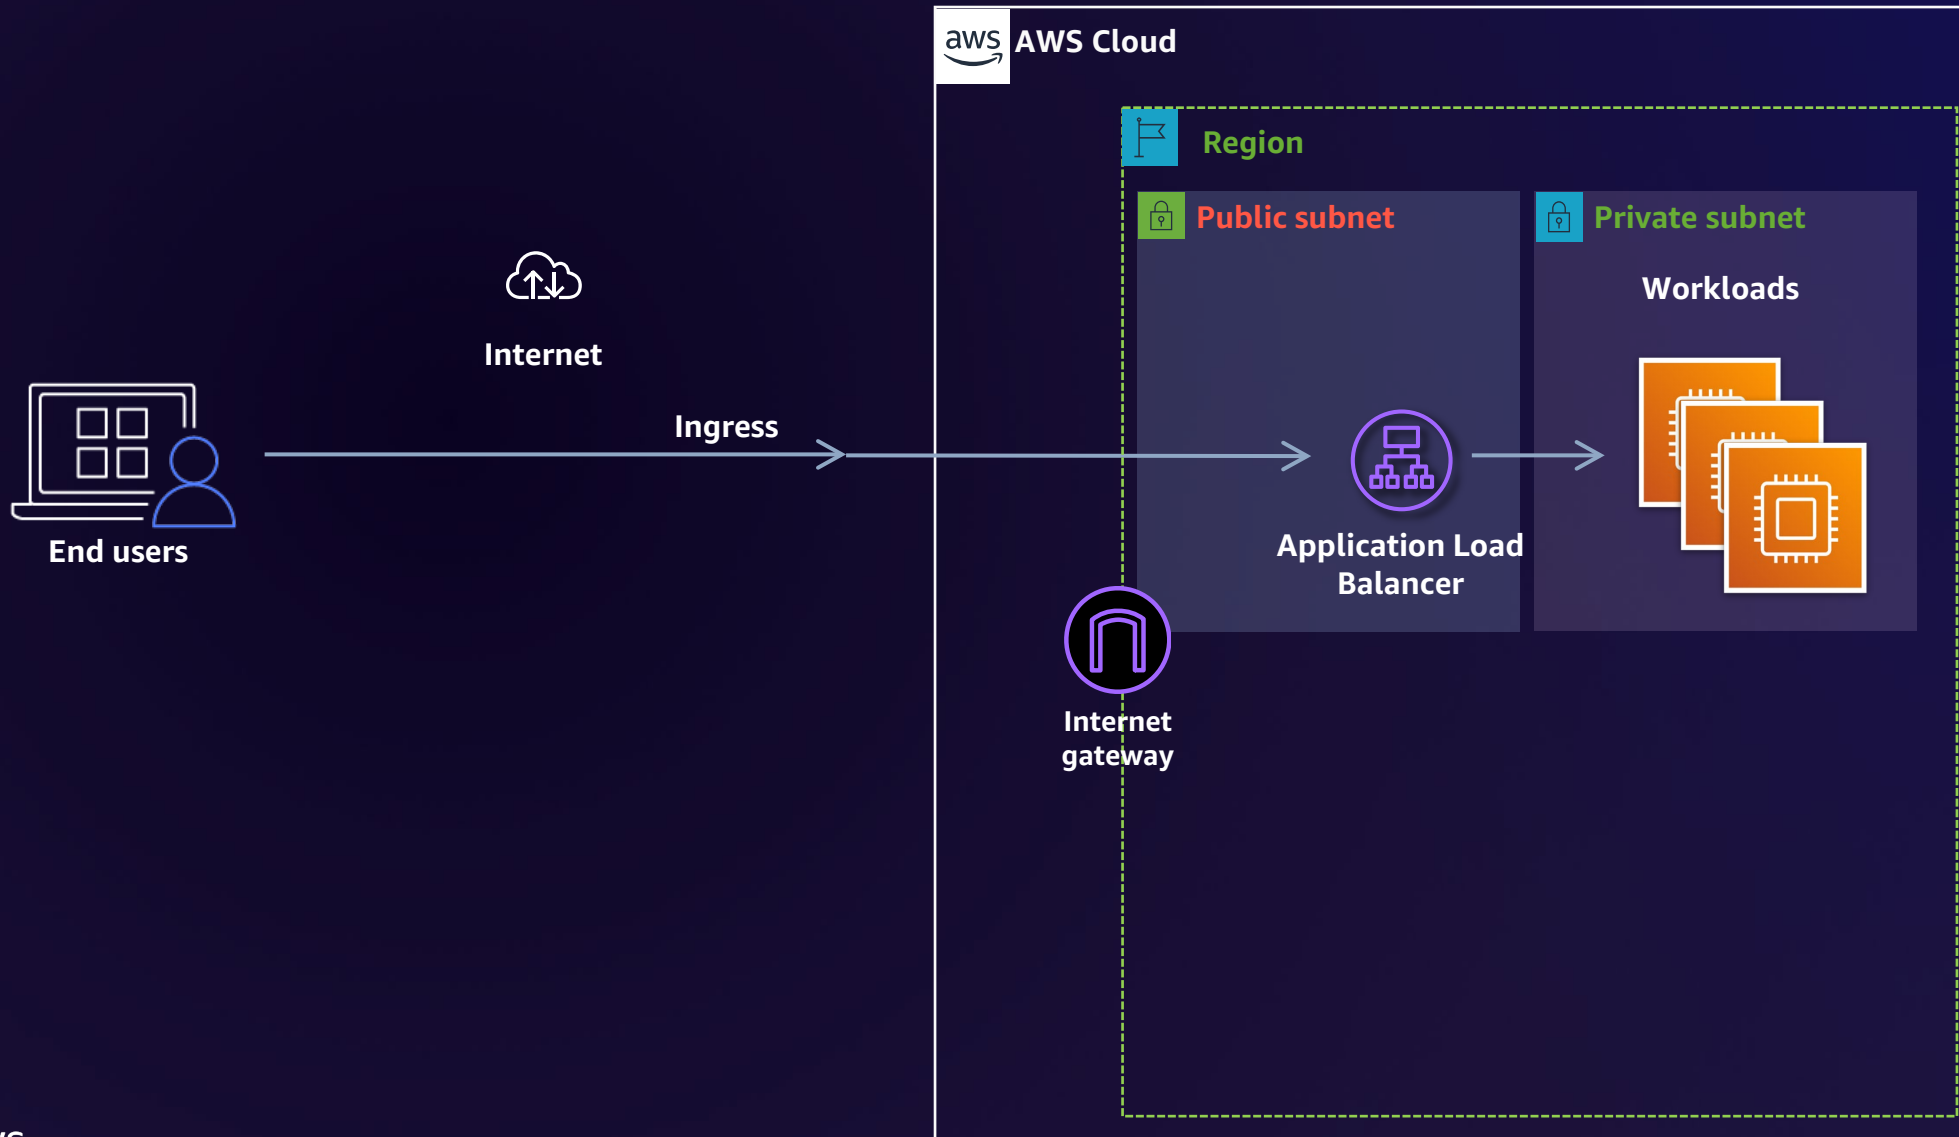 aws
AWS Cloud
Region
Public subnet
Private subnet
Workloads
Internet
Ingress
End users
Application Load
Balancer
Internet
gateway